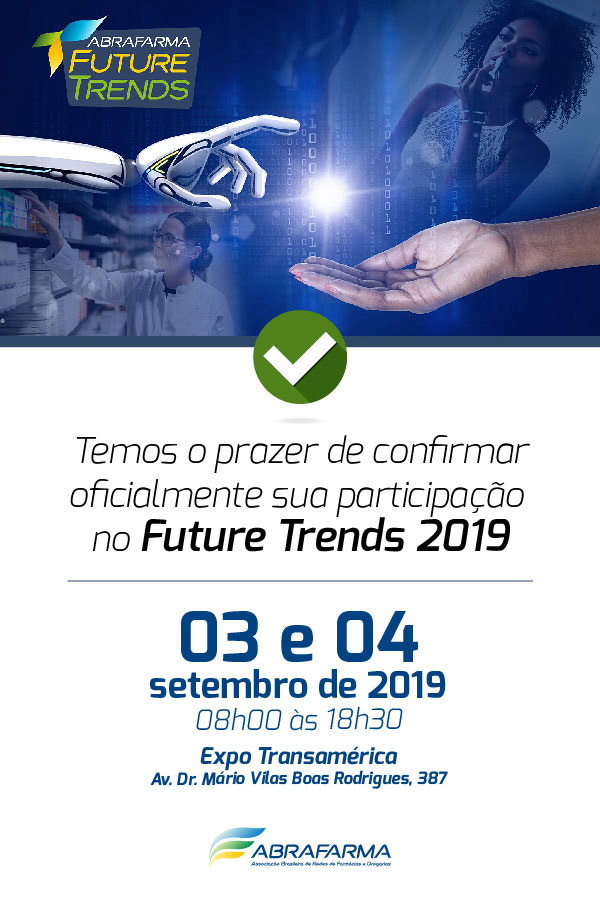 ABRAFARMA
FUTURE
TRENDS
Temos o prazer de confirmar
oficialmente sua participação
no Future Trends 2019
03 e 04
setembro de 2019
08h00 às 18h30
Expo Transamérica
Av. Dr. Mário Vilas Boas Rodrigues, 387
ABRAFARMA
Associação Brasileira de Redes de Farmácias e Drogarias